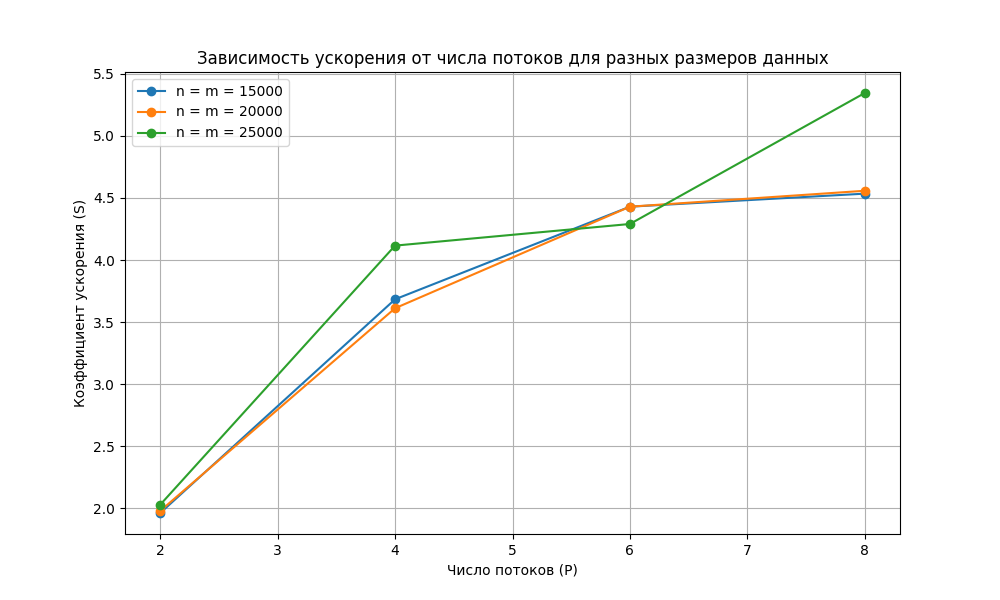 Зависимость ускорения от числа потоков для разных размеров данных
n = m = 15000
n = m = 20000
n = m = 25000
Коэффициент ускорения (S)
5.5
5.0
4.5
4.0
3.5
3.0
2.5
2.0
2 3 4 5 6 7 8
Число потоков (P)